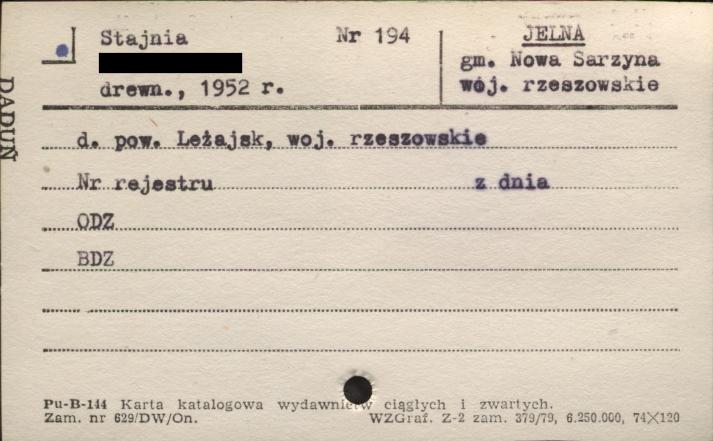 Stajnia Nr 194 JELNA
gm. Nowa Sarzyna
drewn., 1952 r. woj. rzeszowskie
DADUŃ
d. pow. Leżajsk, woj. rzeszowskie
Nr rejestru z dnia
ODZ
BDZ
Pu-B-144 Karta katalogowa wydawnictw ciągłych i zwartych.
Zam. nr 629/DW/On. WZGraf. Z-2 zam. 379/79, 6.250.000, 74×120